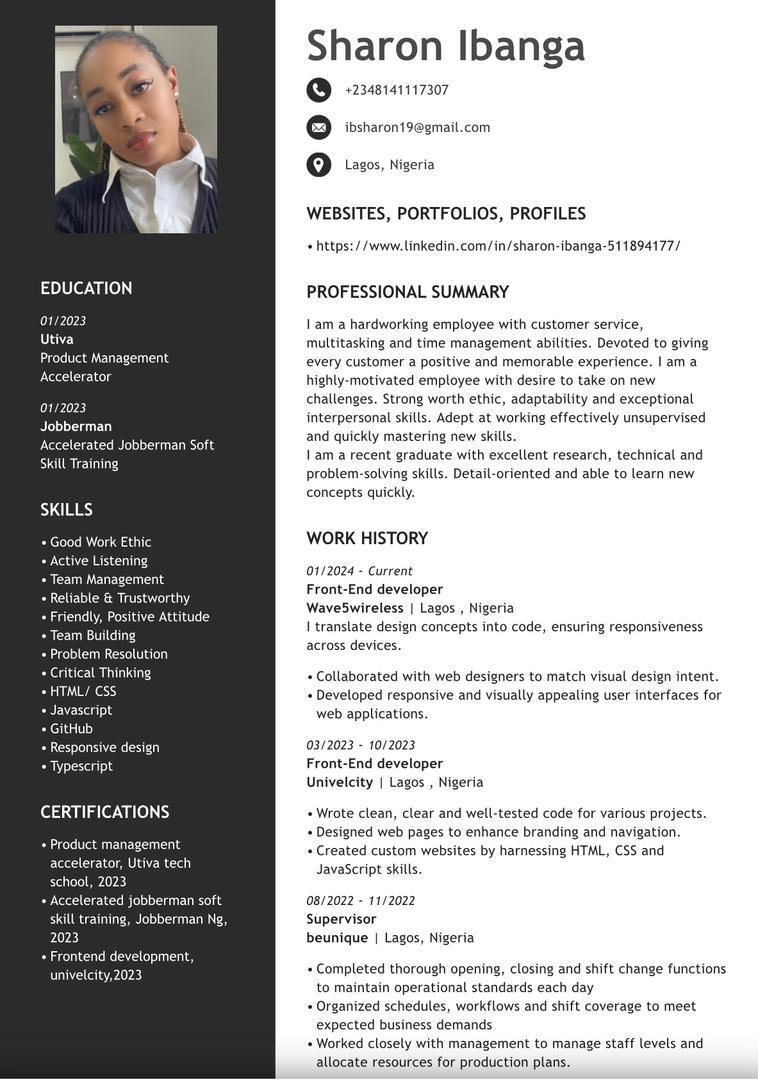 Sharon Ibanga
+2348141117307
ibsharon19@gmail.com
Lagos, Nigeria
WEBSITES, PORTFOLIOS, PROFILES
• https://www.linkedin.com/in/sharon-ibanga-511894177/
PROFESSIONAL SUMMARY
I am a hardworking employee with customer service,
multitasking and time management abilities. Devoted to giving
every customer a positive and memorable experience. I am a
highly-motivated employee with desire to take on new
challenges. Strong worth ethic, adaptability and exceptional
interpersonal skills. Adept at working effectively unsupervised
and quickly mastering new skills.
I am a recent graduate with excellent research, technical and
problem-solving skills. Detail-oriented and able to learn new
concepts quickly.
WORK HISTORY
01/2024 - Current
Front-End developer
Wave5wireless | Lagos , Nigeria
I translate design concepts into code, ensuring responsiveness
across devices.
• Collaborated with web designers to match visual design intent.
• Developed responsive and visually appealing user interfaces for
web applications.
03/2023 - 10/2023
Front-End developer
Univelcity | Lagos , Nigeria
• Wrote clean, clear and well-tested code for various projects.
• Designed web pages to enhance branding and navigation.
• Created custom websites by harnessing HTML, CSS and
JavaScript skills.
08/2022 - 11/2022
Supervisor
beunique | Lagos, Nigeria
• Completed thorough opening, closing and shift change functions
to maintain operational standards each day
• Organized schedules, workflows and shift coverage to meet
expected business demands
• Worked closely with management to manage staff levels and
allocate resources for production plans.
EDUCATION
01/2023
Utiva
Product Management
Accelerator
01/2023
Jobberman
Accelerated Jobberman Soft
Skill Training
SKILLS
• Good Work Ethic
• Active Listening
• Team Management
• Reliable & Trustworthy
• Friendly, Positive Attitude
• Team Building
• Problem Resolution
• Critical Thinking
• HTML/ CSS
• Javascript
• GitHub
• Responsive design
• Typescript
CERTIFICATIONS
• Product management
accelerator, Utiva tech
school, 2023
• Accelerated jobberman soft
skill training, Jobberman Ng,
2023
• Frontend development,
univelcity,2023